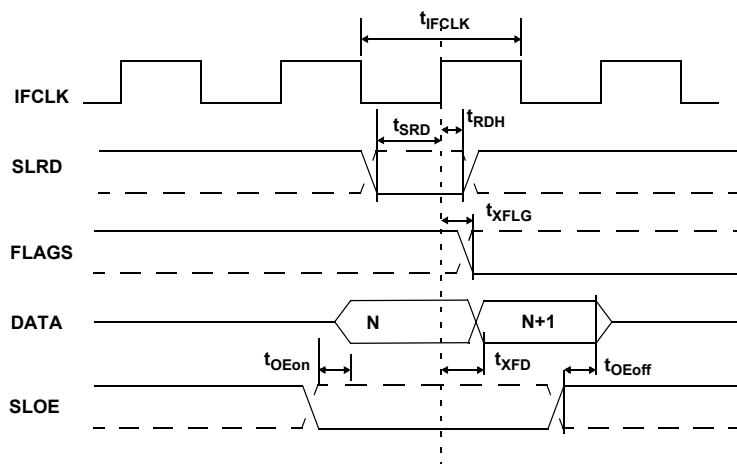 tIFCLK
IFCLK
tSRD
tRDH
SLRD
tXFLG
FLAGS
DATA
N
N+1
tOEon
tXFD
tOEoff
SLOE